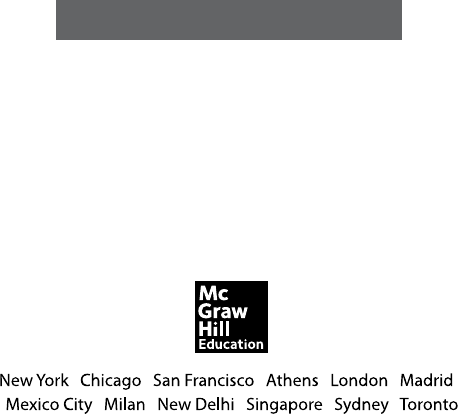 Mc
Graw
Hill
Education
New York Chicago San Francisco Athens London Madrid
Mexico City Milan New Delhi Singapore Sydney Toronto